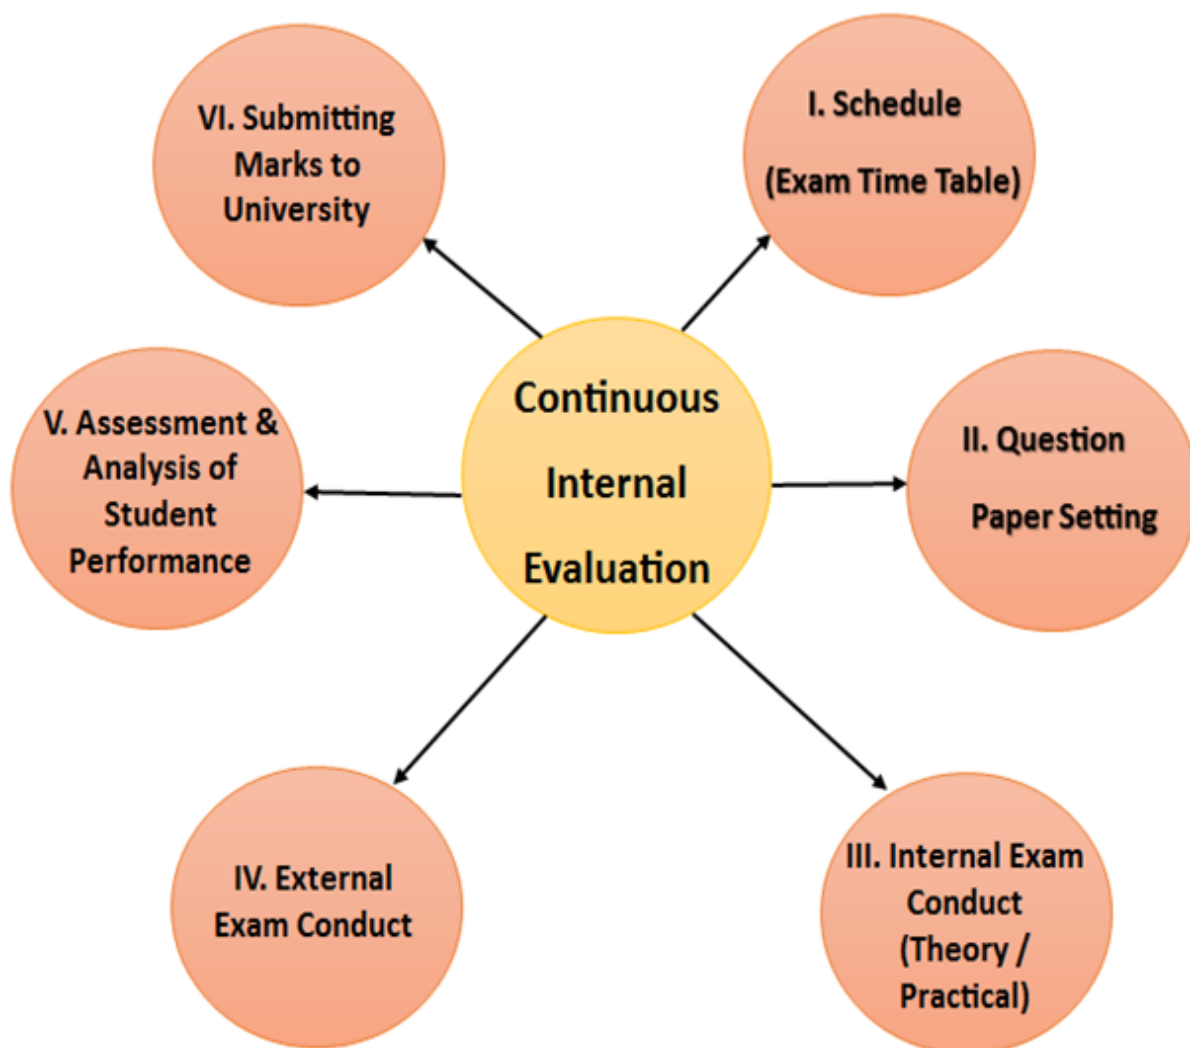 Continuous
Internal
Evaluation
I. Schedule
(Exam Time Table)
II. Question
Paper Setting
III. Internal Exam
Conduct
(Theory /
Practical)
IV. External
Exam Conduct
V. Assessment &
Analysis of
Student
Performance
VI. Submitting
Marks to
University